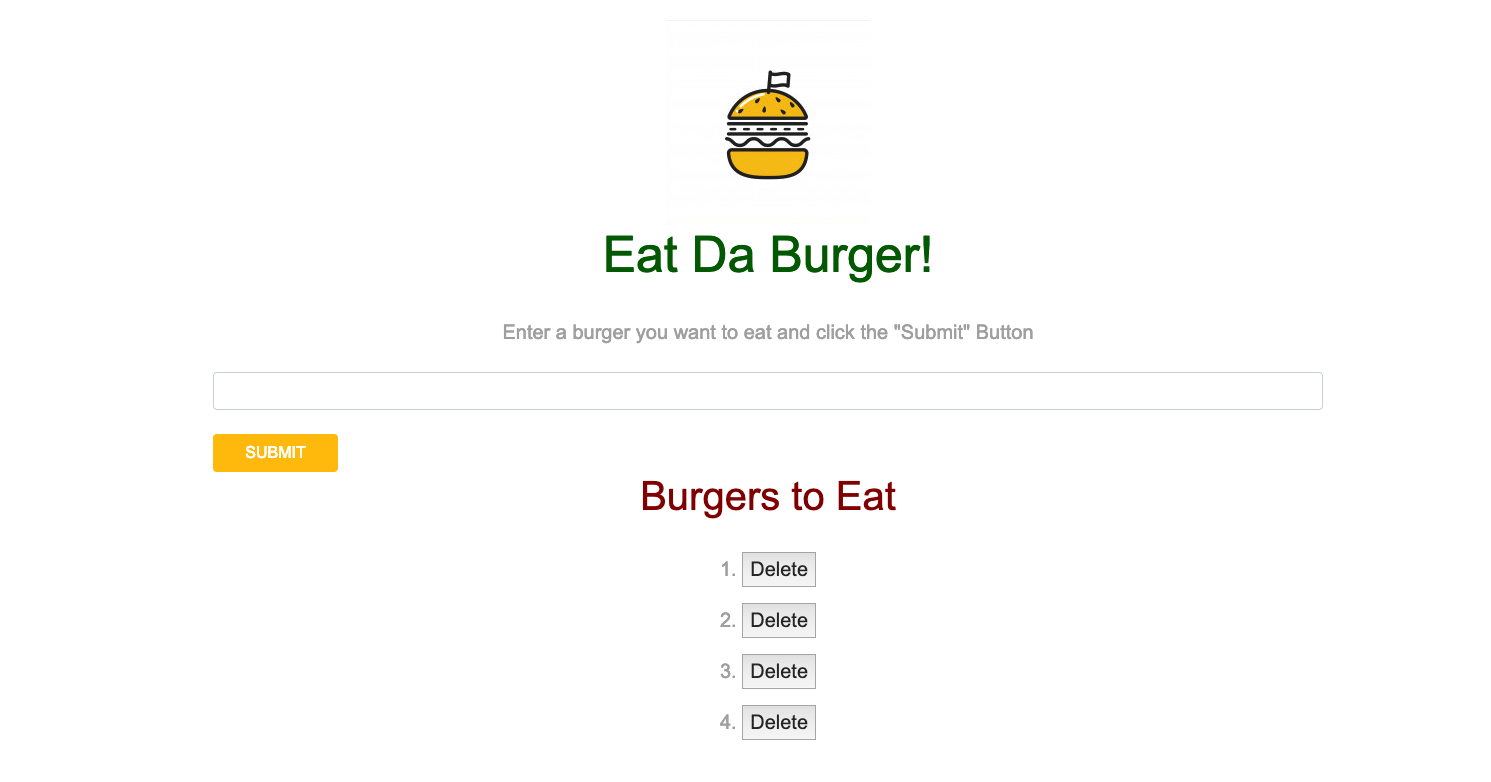 Eat Da Burger!
Enter a burger you want to eat and click the "Submit" Button
SUBMIT
Burgers to Eat
1. Delete
2. Delete
3. Delete
4. Delete